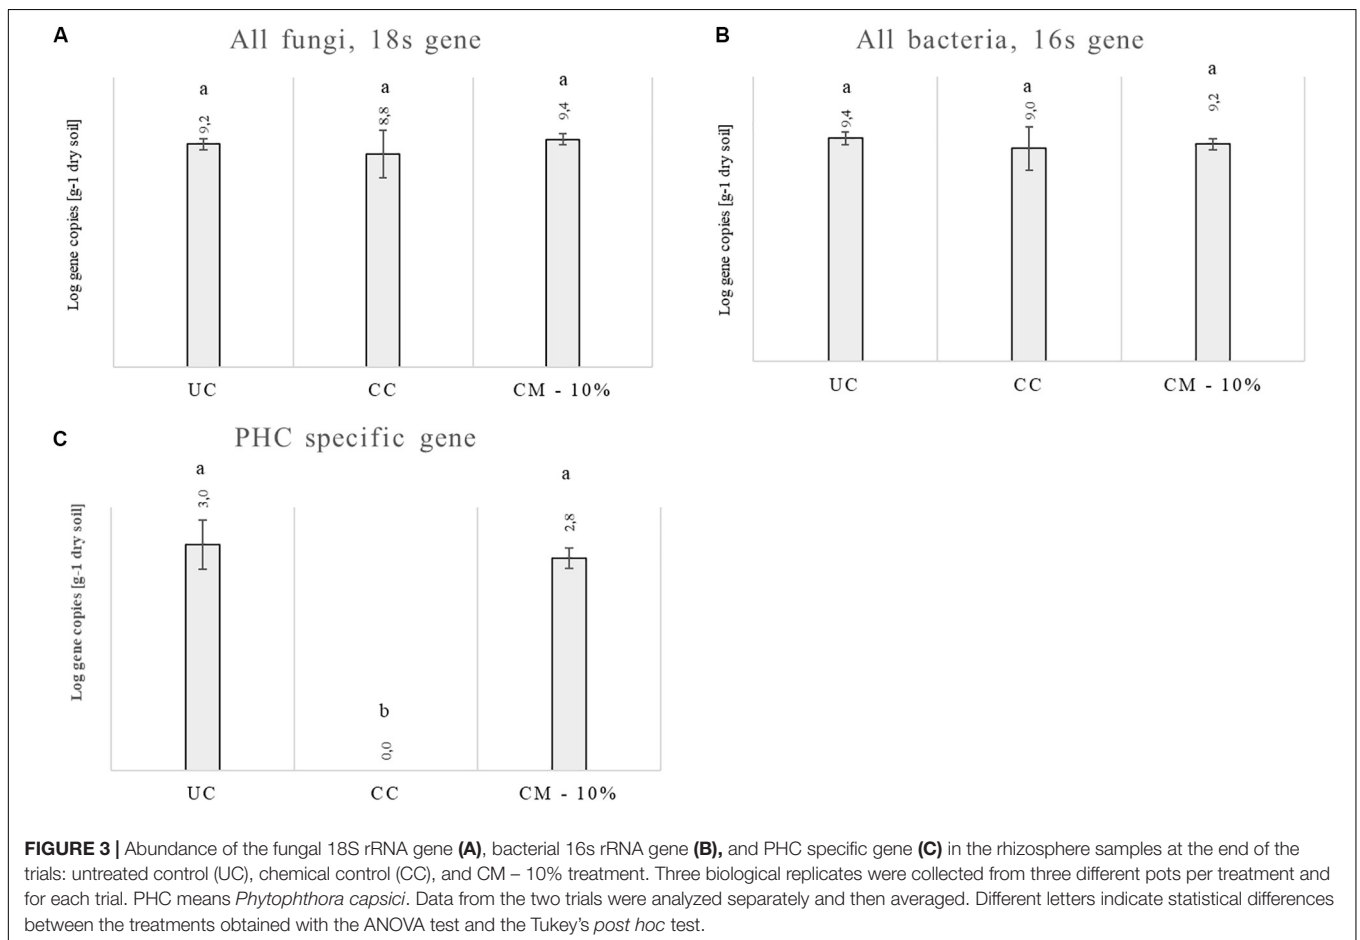 A
All fungi, 18s gene
Log gene copies [g-1 dry soil]
a
a
a
9,2
8,8
9,4
UC
CC
CM - 10%
B
All bacteria, 16s gene
Log gene copies [g-1 dry soil]
a
a
a
9,4
9,0
9,2
UC
CC
CM - 10%
C
PHC specific gene
Log gene copies [g-1 dry soil]
a
b
a
3,0
0,0
2,8
UC
CC
CM - 10%
FIGURE 3 | Abundance of the fungal 18S rRNA gene (A), bacterial 16s rRNA gene (B), and PHC specific gene (C) in the rhizosphere samples at the end of the
trials: untreated control (UC), chemical control (CC), and CM – 10% treatment. Three biological replicates were collected from three different pots per treatment and
for each trial. PHC means Phytophthora capsici. Data from the two trials were analyzed separately and then averaged. Different letters indicate statistical differences
between the treatments obtained with the ANOVA test and the Tukey's post hoc test.